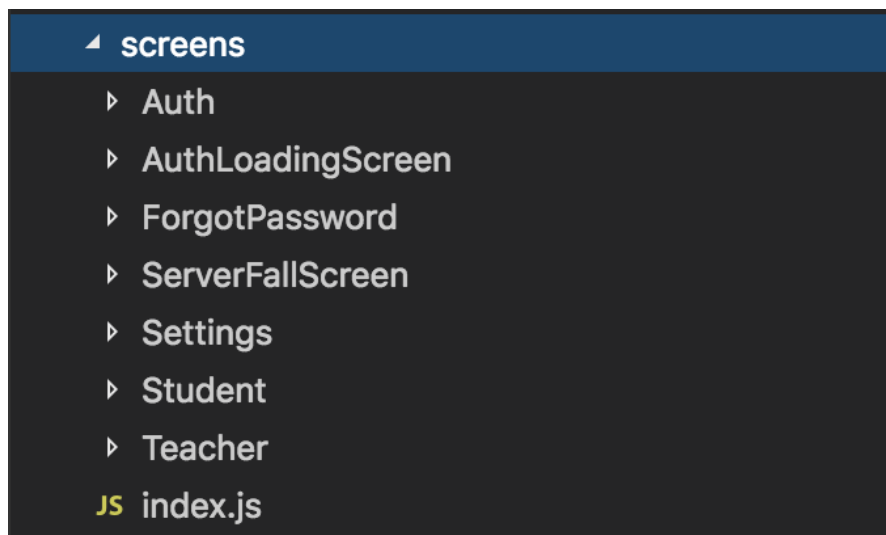 screens
Auth
AuthLoadingScreen
ForgotPassword
ServerFallScreen
Settings
Student
Teacher
JS index.js